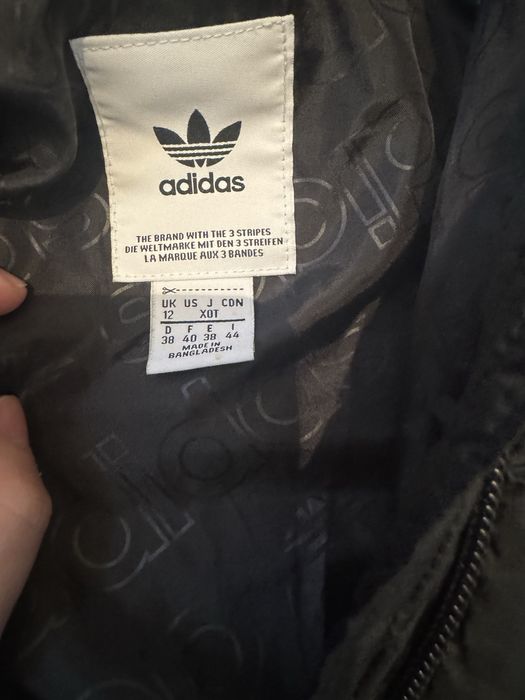 adidas
THE BRAND WITH THE 3 STRIPES
DIE WELTMARKE MIT DEN 3 STREIFEN
LA MARQUE AUX 3 BANDES
UK US J CDN
12 XOT
D F E I
38 40 38 44
MADE IN
BANGLADESH